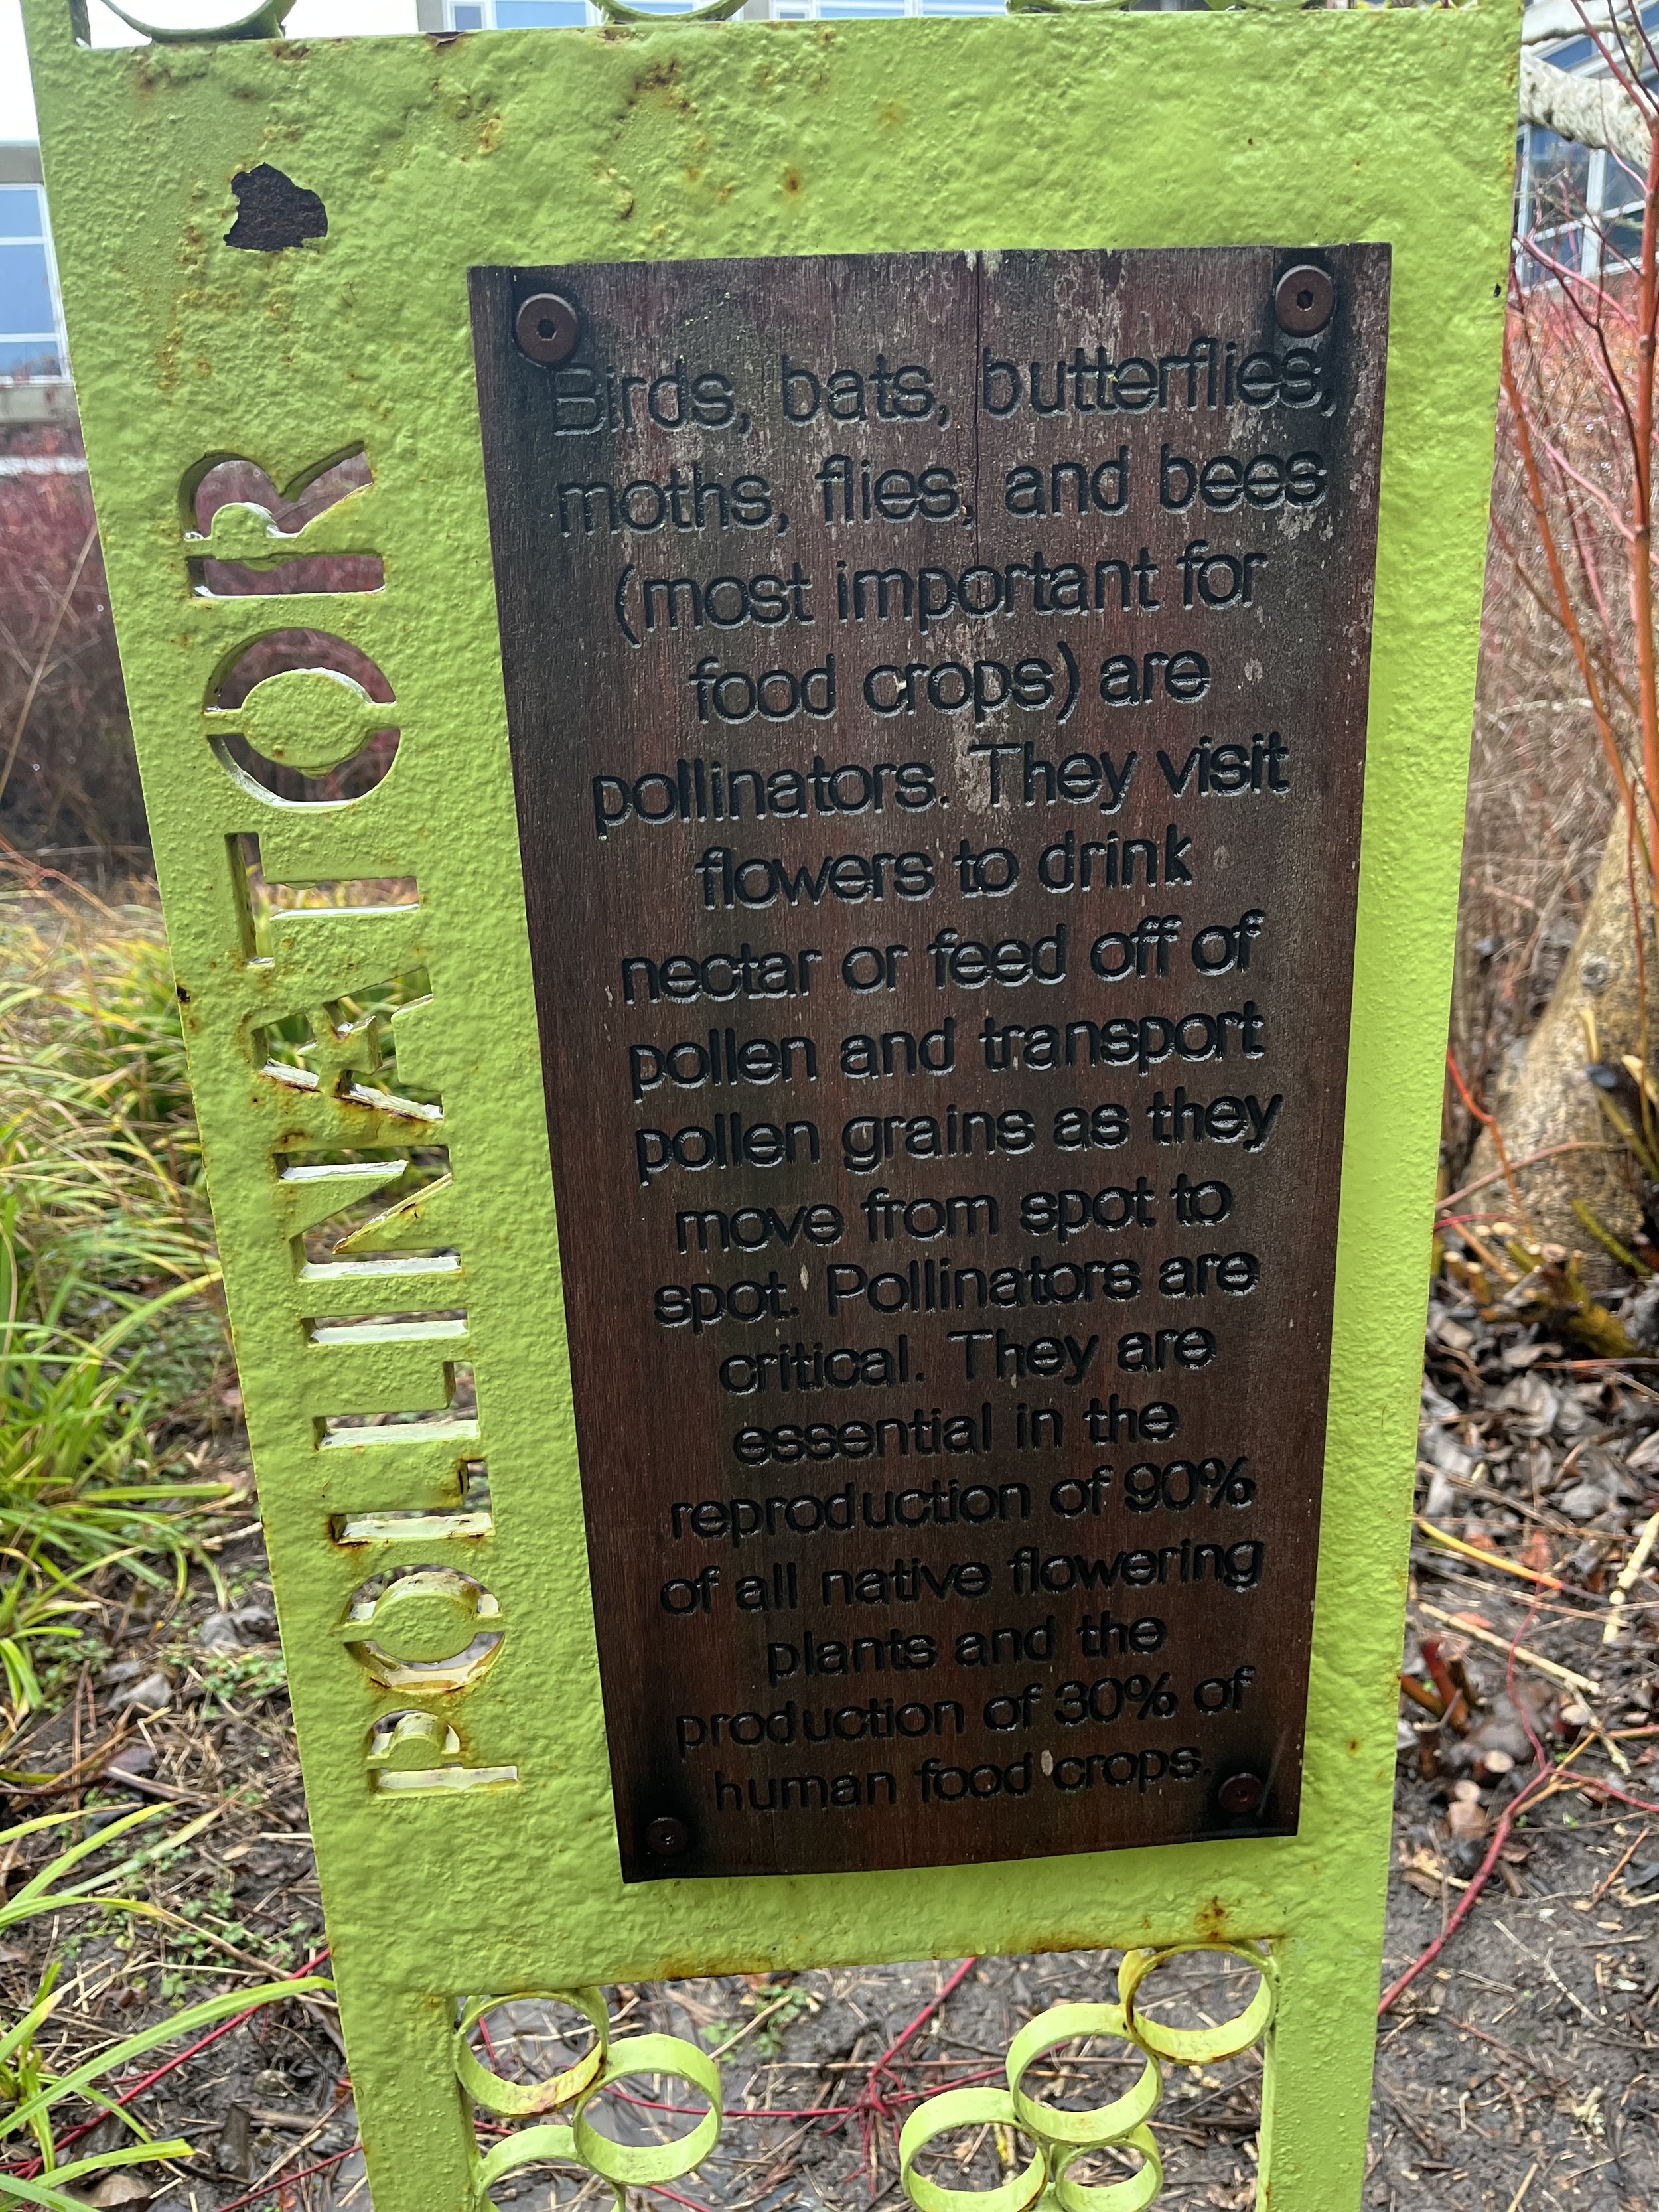 POLLINATOR
Birds, bats, butterflies,
moths, flies, and bees
(most important for
food crops) are
pollinators. They visit
flowers to drink
nectar or feed off of
pollen and transport
pollen grains as they
move from spot to
spot. Pollinators are
critical. They are
essential in the
reproduction of 90%
of all native flowering
plants and the
production of 30% of
human food crops.